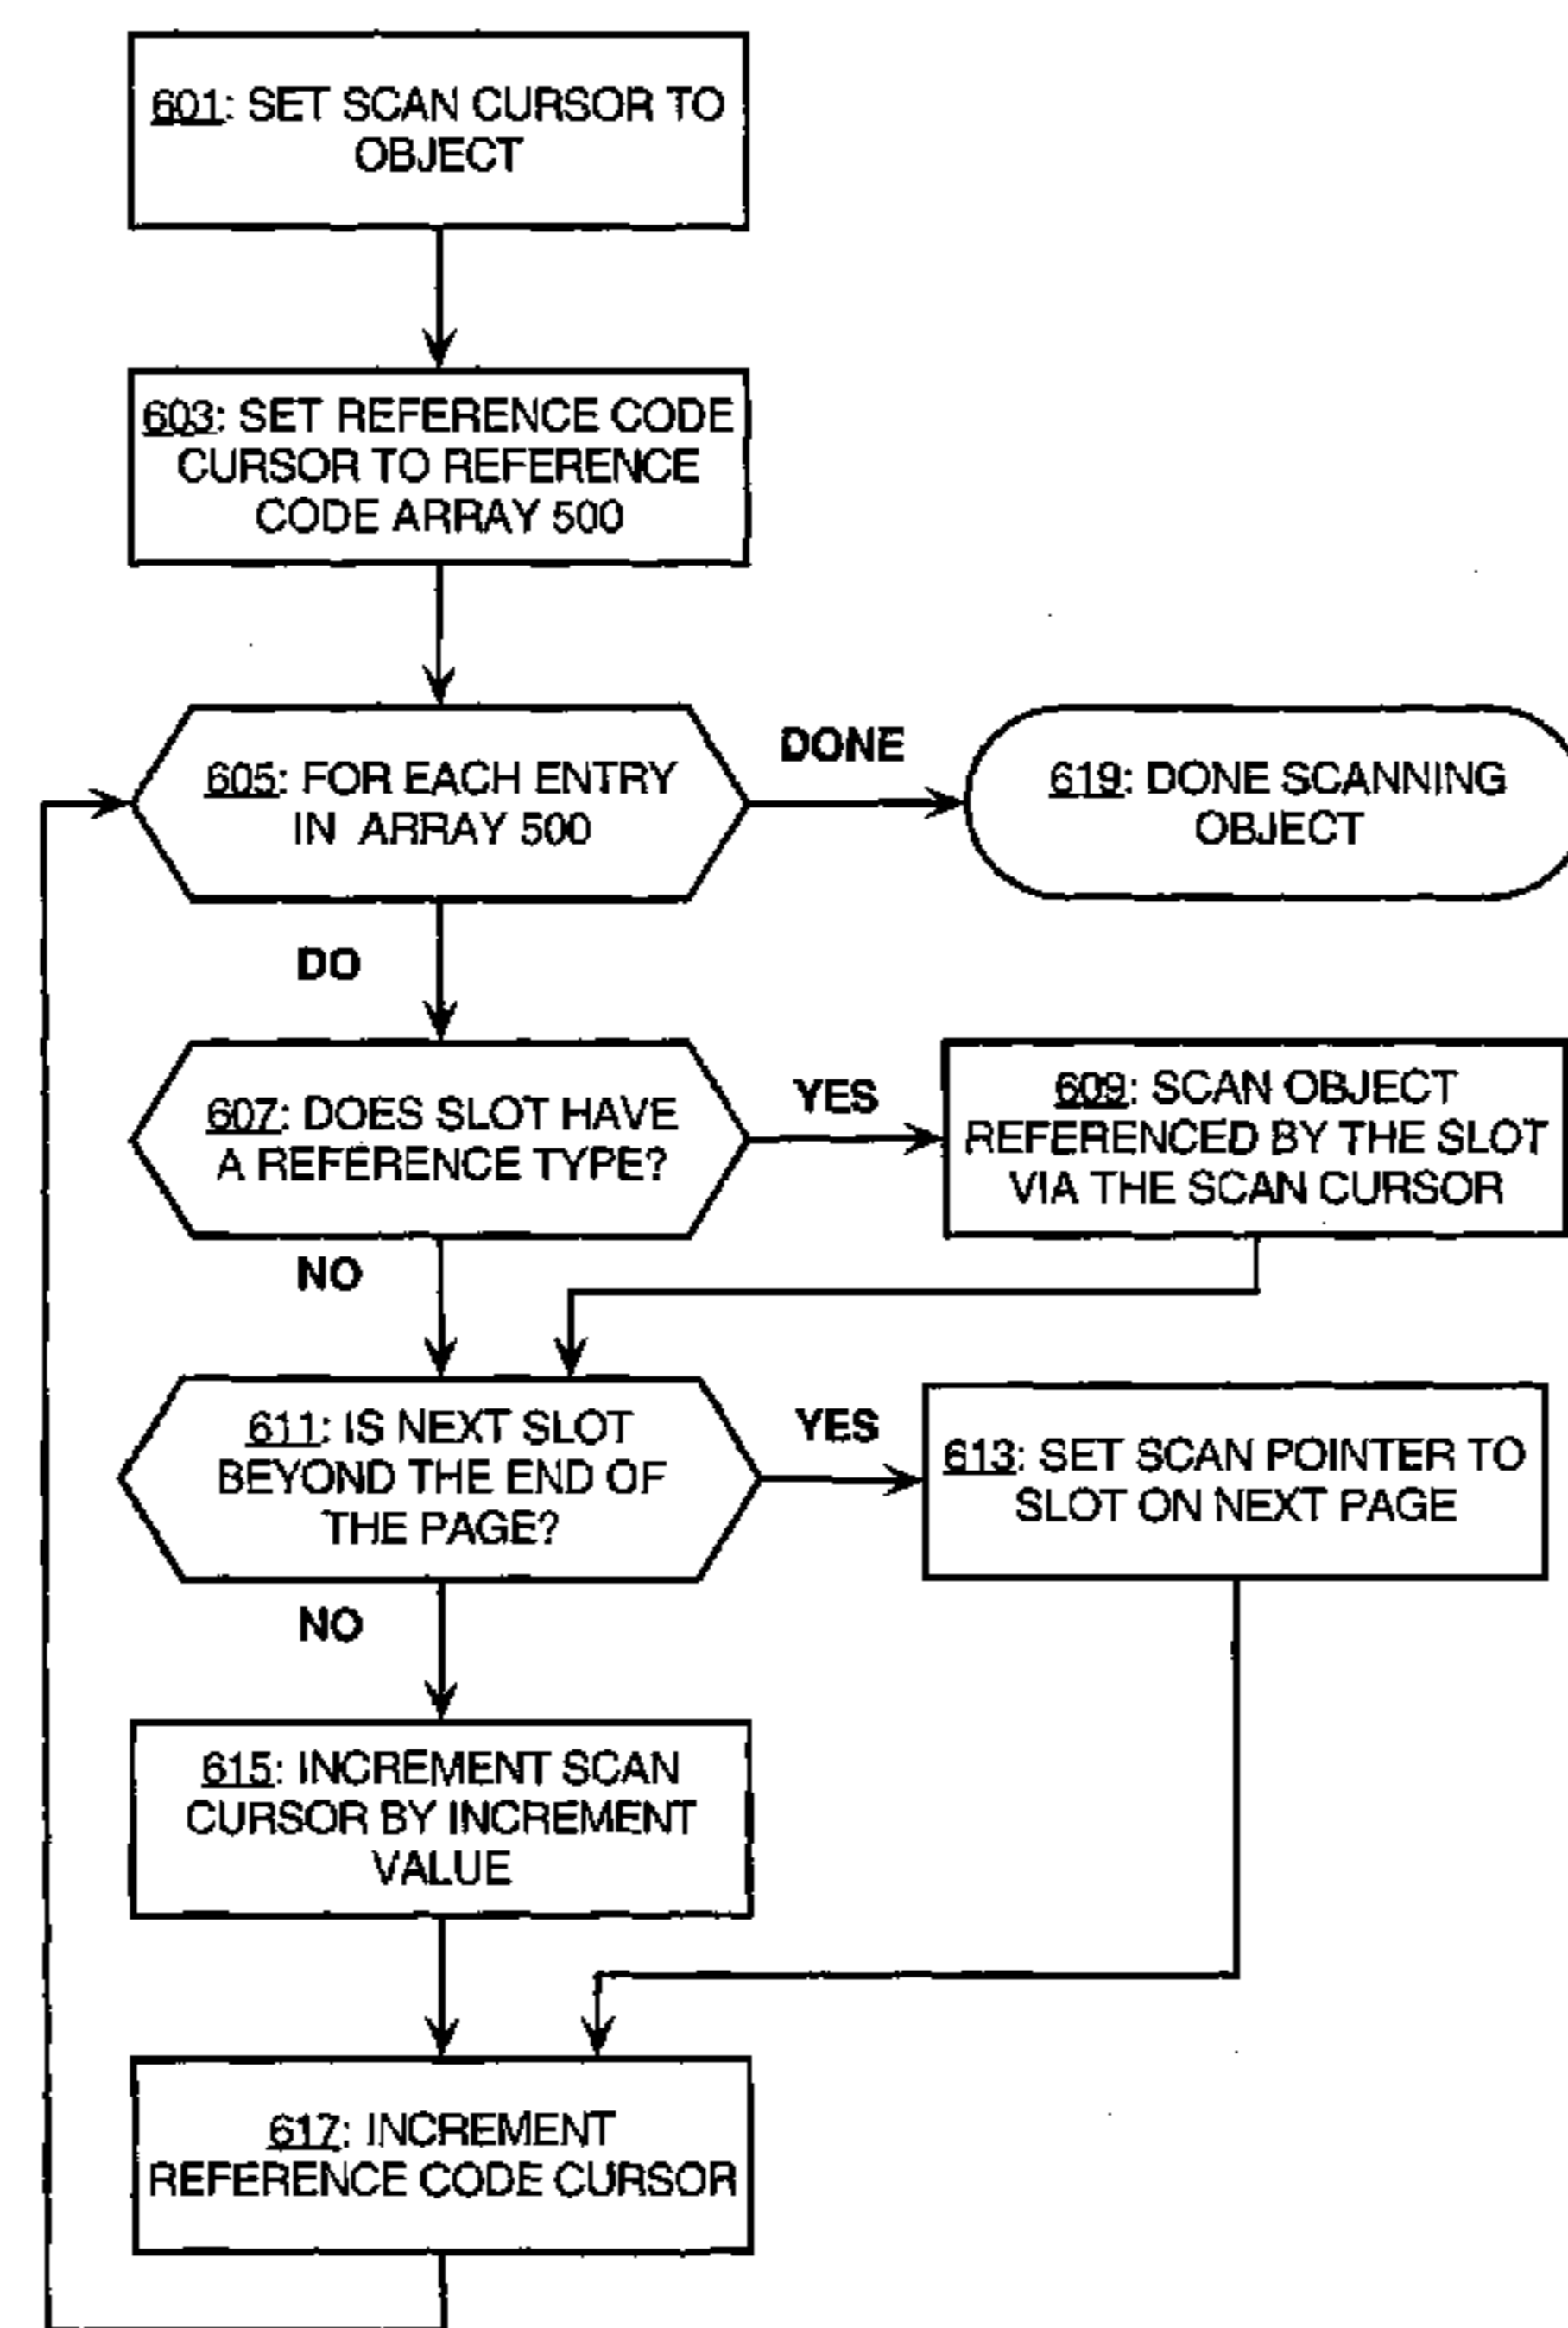 601: SET SCAN CURSOR TO
OBJECT
603: SET REFERENCE CODE
CURSOR TO REFERENCE
CODE ARRAY 500
605: FOR EACH ENTRY
IN ARRAY 500
DONE
619: DONE SCANNING
OBJECT
DO
607: DOES SLOT HAVE
A REFERENCE TYPE?
YES
609: SCAN OBJECT
REFERENCED BY THE SLOT
VIA THE SCAN CURSOR
NO
611: IS NEXT SLOT
BEYOND THE END OF
THE PAGE?
YES
613: SET SCAN POINTER TO
SLOT ON NEXT PAGE
NO
615: INCREMENT SCAN
CURSOR BY INCREMENT
VALUE
617: INCREMENT
REFERENCE CODE CURSOR